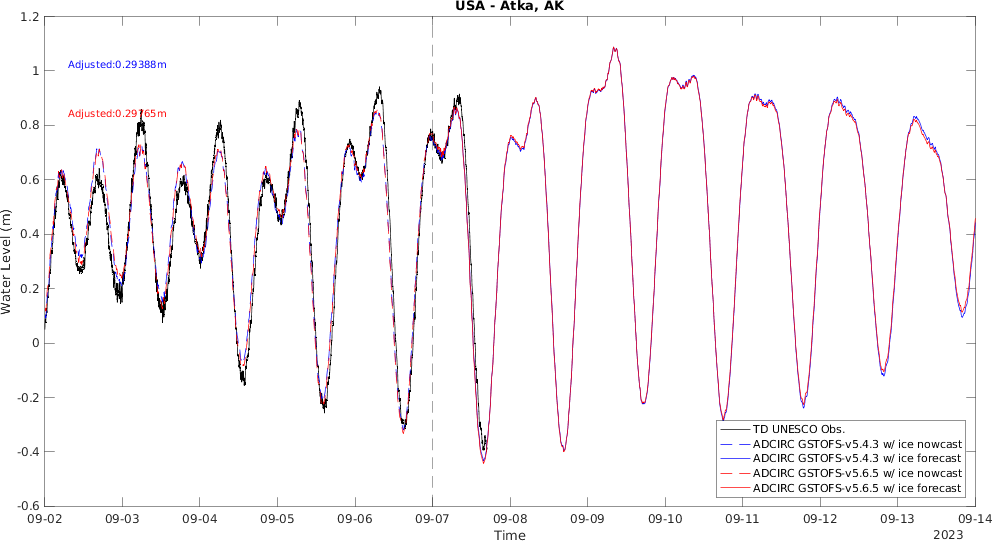 USA - Atka, AK
1.2
1
0.8
0.6
0.4
0.2
0
-0.2
-0.4
-0.6
Water Level (m)
Adjusted:0.29388m
Adjusted:0.29765m
TD UNESCO Obs.
ADCIRC GSTOFS-v5.4.3 w/ ice nowcast
ADCIRC GSTOFS-v5.4.3 w/ ice forecast
ADCIRC GSTOFS-v5.6.5 w/ ice nowcast
ADCIRC GSTOFS-v5.6.5 w/ ice forecast
09-02 09-03 09-04 09-05 09-06 09-07 09-08 09-09 09-10 09-11 09-12 09-13 09-14
Time
2023